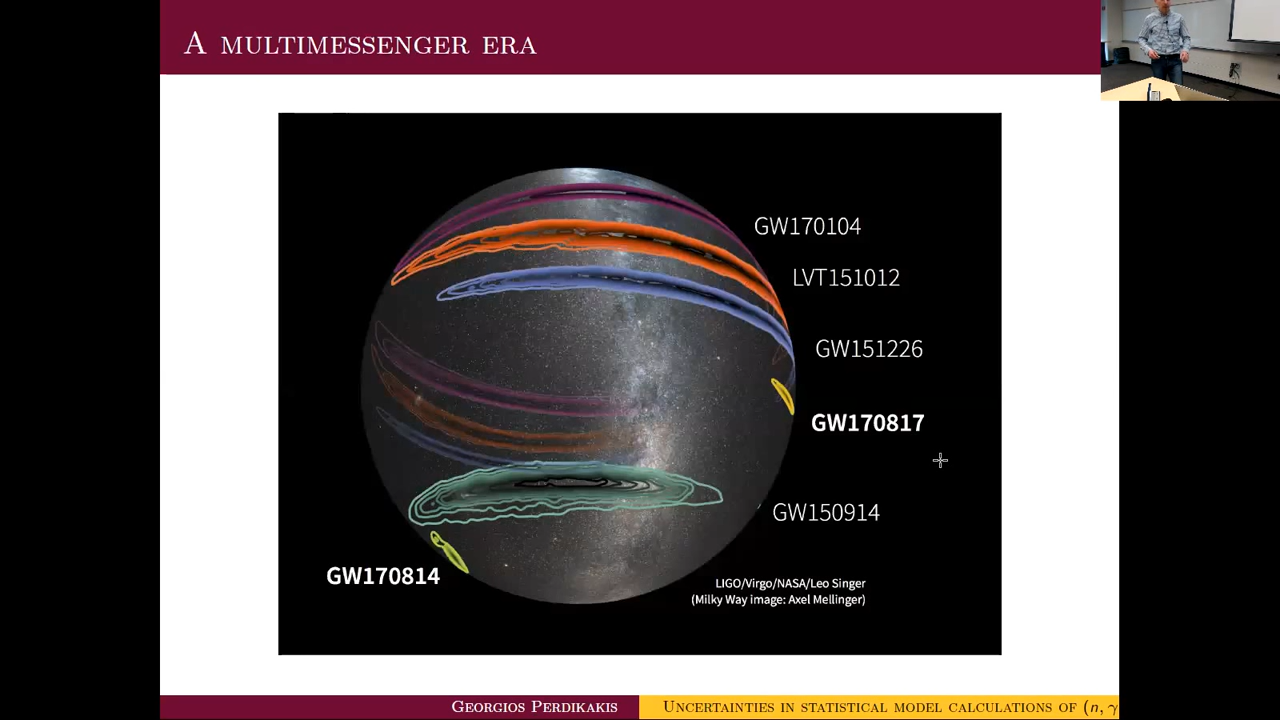 A MULTIMESSENGER ERA
GW170104
LVT151012
GW151226
GW170817
GW150914
GW170814
LIGO/Virgo/NASA/Leo Singer
(Milky Way image: Axel Mellinger)
GEORGIOS PERDIKAKIS
UNCERTAINTIES IN STATISTICAL MODEL CALCULATIONS OF (n, γ